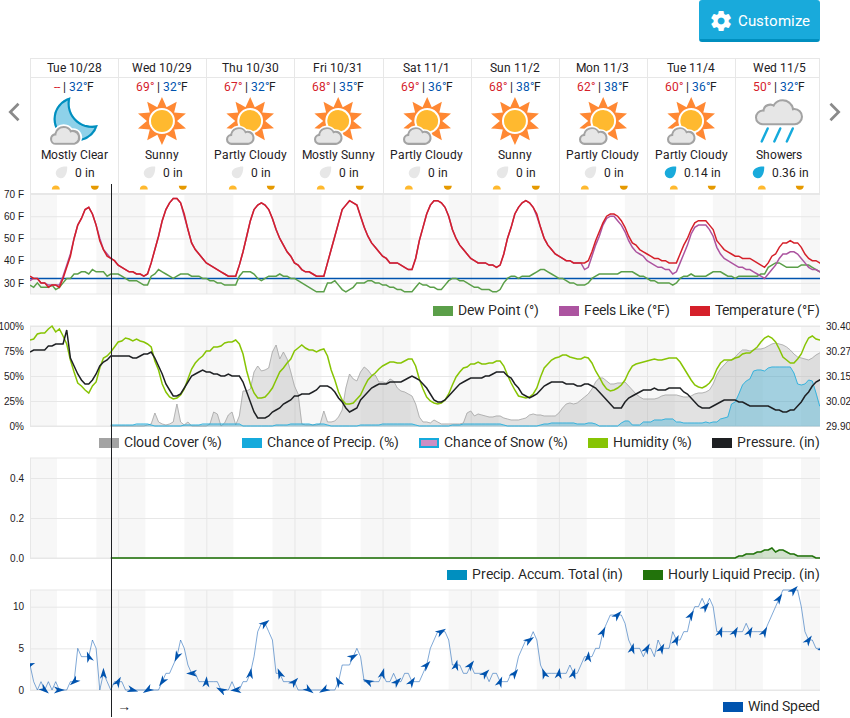 Customize
Tue 10/28 Wed 10/29 Thu 10/30 Fri 10/31 Sat 11/1 Sun 11/2 Mon 11/3 Tue 11/4 Wed 11/5
– | 32°F 69° | 32°F 67° | 32°F 68° | 35°F 69° | 36°F 68° | 38°F 62° | 38°F 60° | 36°F 50° | 32°F
Mostly Clear Sunny Partly Cloudy Mostly Sunny Partly Cloudy Sunny Partly Cloudy Partly Cloudy Showers
0 in 0 in 0 in 0 in 0 in 0 in 0 in 0.14 in 0.36 in
70 F
60 F
50 F
40 F
30 F
Dew Point (°) Feels Like (°F) Temperature (°F)
100% 30.40
75% 30.27
50% 30.15
25% 30.02
0% 29.90
Cloud Cover (%) Chance of Precip. (%) Chance of Snow (%) Humidity (%) Pressure. (in)
0.4
0.2
0.0
Precip. Accum. Total (in) Hourly Liquid Precip. (in)
10
5
0
→ Wind Speed